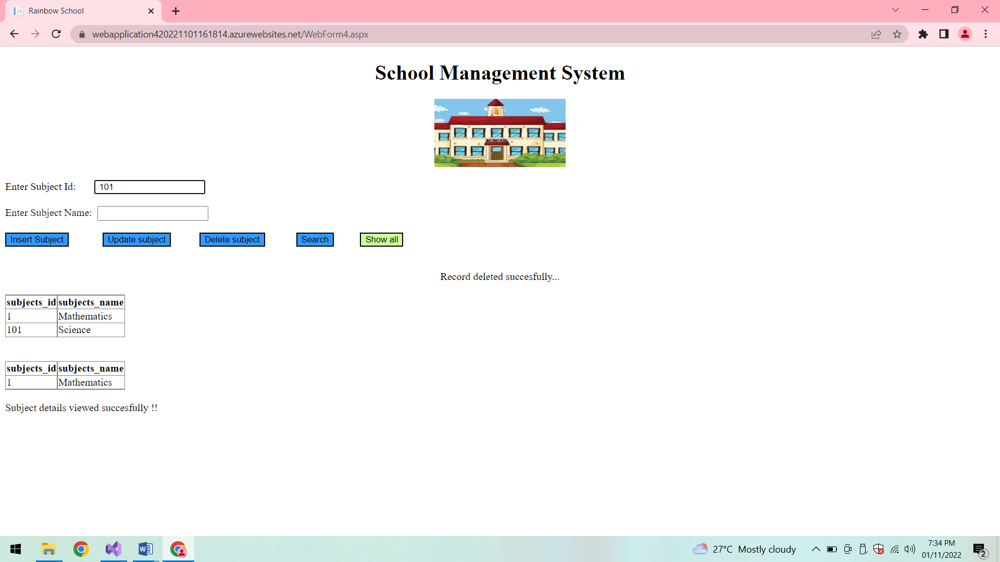 Rainbow School
webapplication420221101161814.azurewebsites.net/WebForm4.aspx
School Management System
SCHOOL
Enter Subject Id: 101
Enter Subject Name:
Insert Subject Update subject Delete subject Search Show all
Record deleted succesfully...
subjects_id subjects_name
1 Mathematics
101 Science
subjects_id subjects_name
1 Mathematics
Subject details viewed succesfully !!
27°C Mostly cloudy
7:34 PM
01/11/2022
2